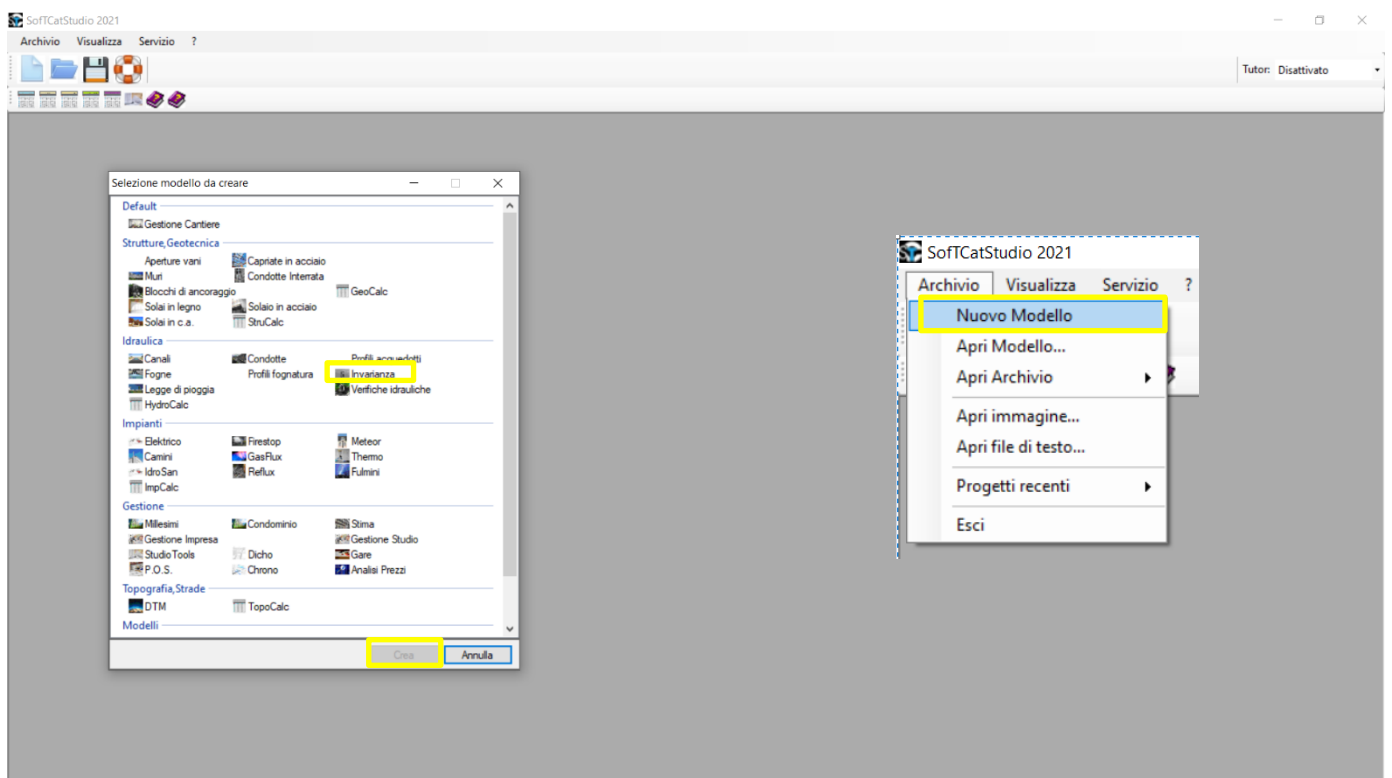 SofTCatStudio 2021
Archivio Visualizza Servizio ?
Tutor: Disattivato
Selezione modello da creare
Default
Gestione Cantiere
Strutture,Geotecnica
Aperture vani Capriate in acciaio
Muri Condotte Interrata
Blocchi di ancoraggio GeoCalc
Solai in legno Solaio in acciaio
Solai in c.a. StruCalc
Idraulica
Canali Condotte Profili acquedotti
Fogne Profili fognatura Invarianza
Legge di pioggia Verifiche idrauliche
HydroCalc
Impianti
Elektrico Firestop Meteor
Camini GasFlux Thermo
IdroSan Reflux Fulmini
ImpCalc
Gestione
Millesimi Condominio Stima
Gestione Impresa Gestione Studio
StudioTools Dicho Gare
P.O.S. Chrono Analisi Prezzi
Topografia,Strade
DTM TopoCalc
Modelli
Crea Annulla
SofTCatStudio 2021
Archivio Visualizza Servizio ?
Nuovo Modello
Apri Modello...
Apri Archivio
Apri immagine...
Apri file di testo...
Progetti recenti
Esci